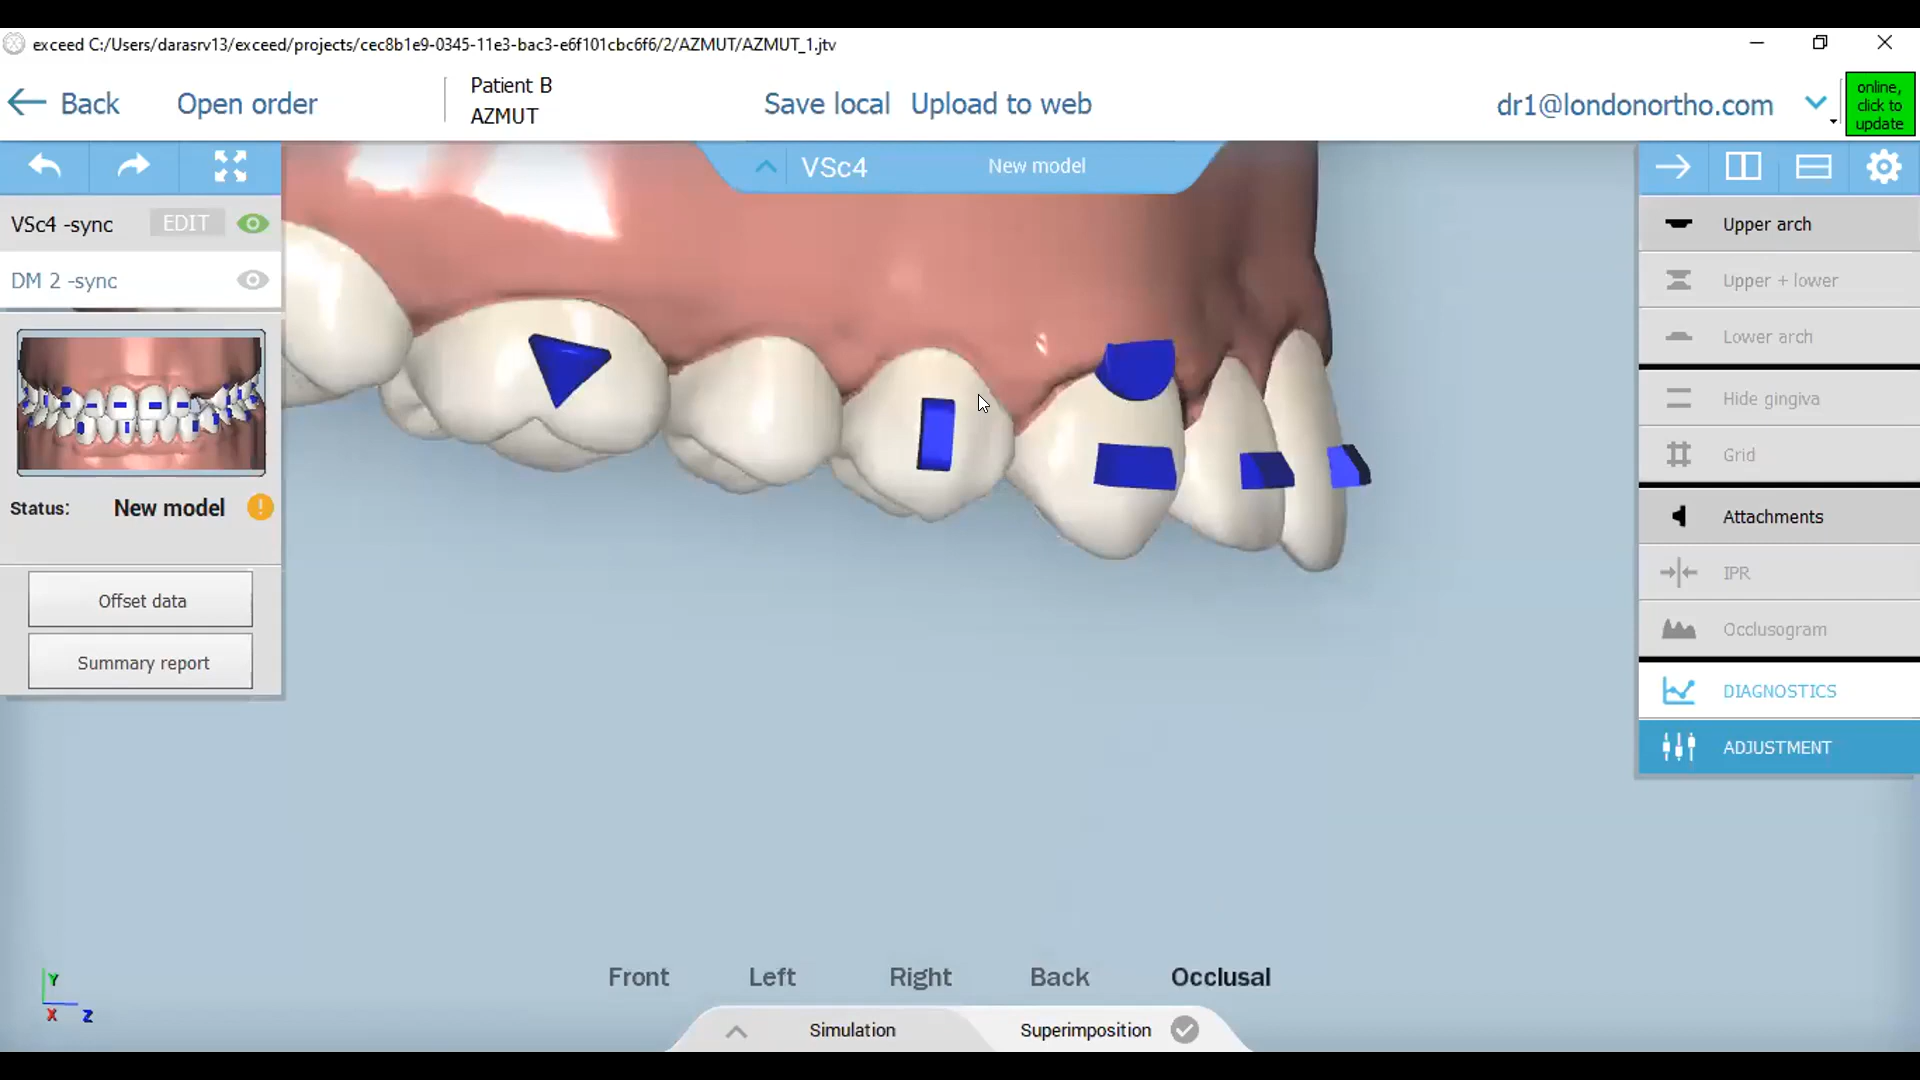 exceed C:/Users/darasrv13/exceed/projects/cec8b1e9-0345-11e3-bac3-e6f101cbc6f6/2/AZMUT/AZMUT_1.jtv
Back
Open order
Patient B
AZMUT
Save local
Upload to web
dr1@londonortho.com
online,
click to
update
VSc4
New model
VSc4 -sync
EDIT
DM 2 -sync
Status:
New model
Offset data
Summary report
Upper arch
Upper + lower
Lower arch
Hide gingiva
Grid
Attachments
IPR
Occlusogram
DIAGNOSTICS
ADJUSTMENT
Y
X
Z
Front
Left
Right
Back
Occlusal
Simulation
Superimposition